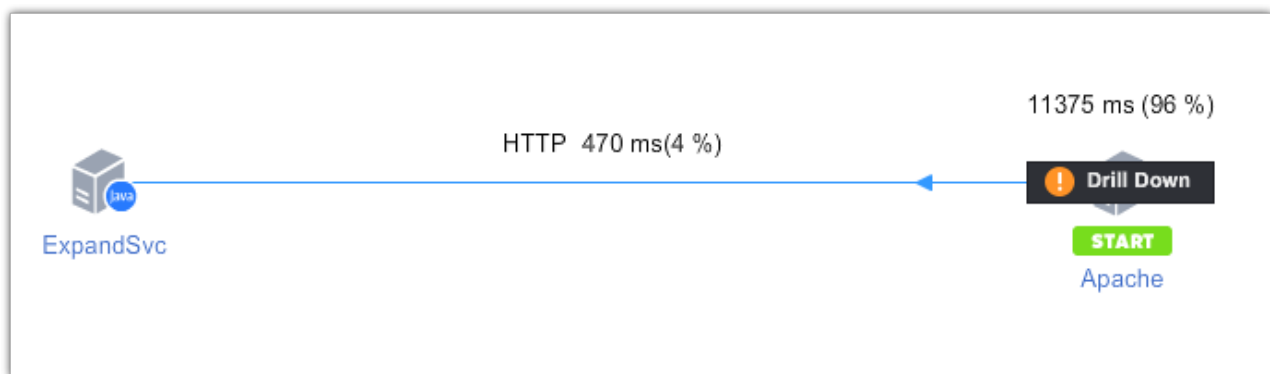 11375 ms (96 %)
HTTP 470 ms(4 %)
! Drill Down
Java
ExpandSvc
START
Apache